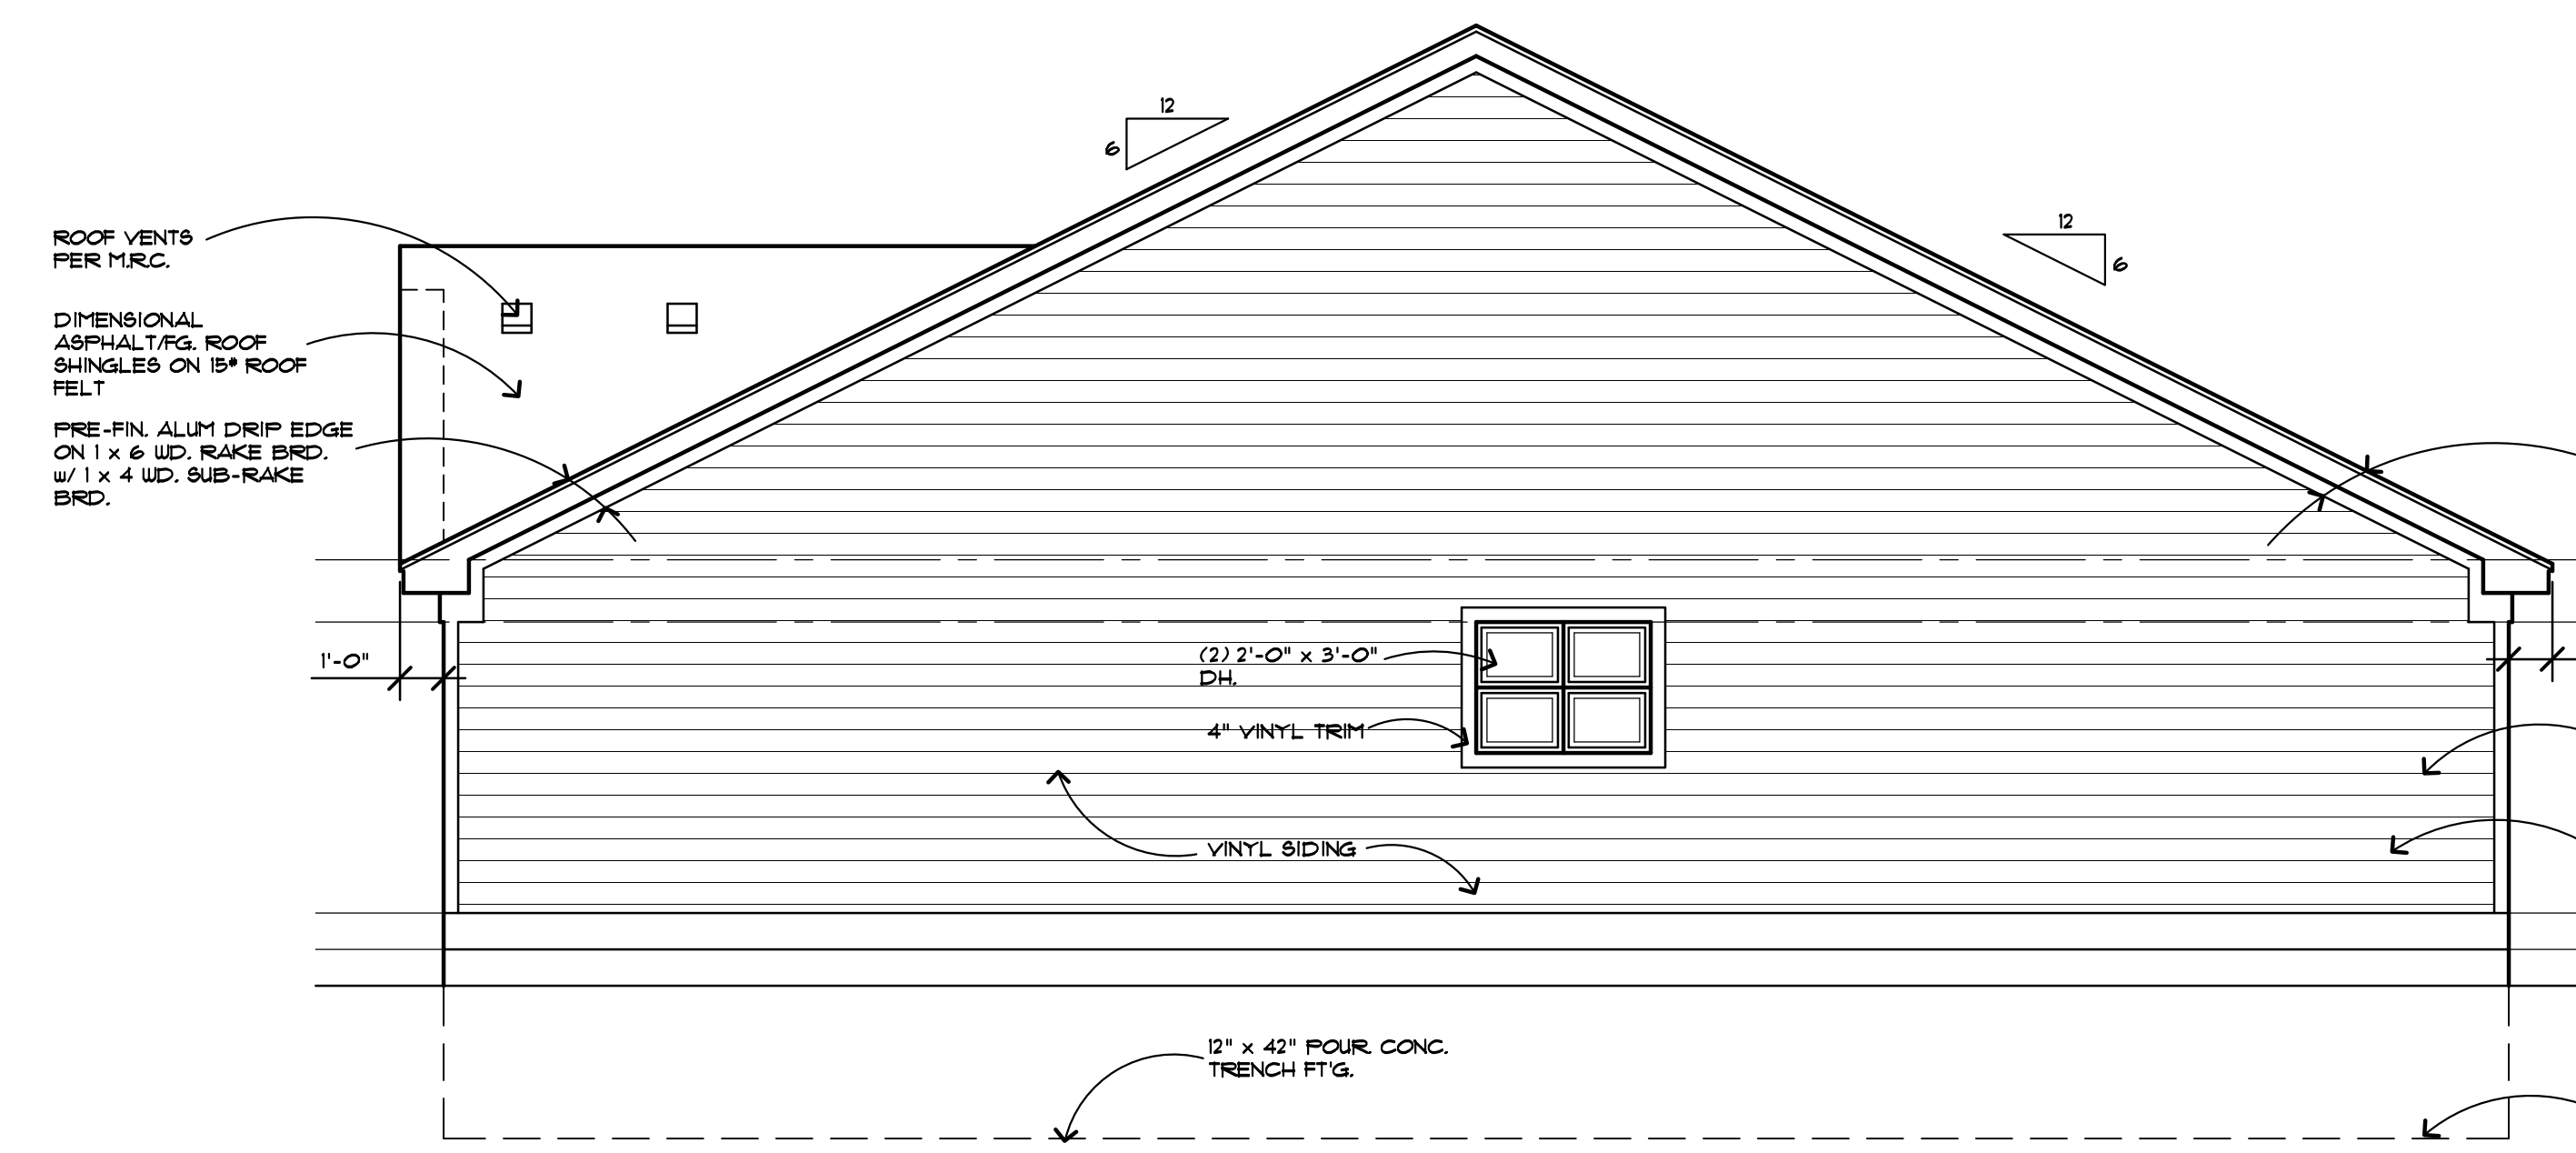 12
6
12
6
ROOF VENTS
PER M.R.C.
DIMENSIONAL
ASPHALT/FG. ROOF
SHINGLES ON 15# ROOF
FELT
PRE-FIN. ALUM DRIP EDGE
ON 1 x 6 WD. RAKE BRD.
w/ 1 x 4 WD. SUB-RAKE
BRD.
1'-0"
(2) 2'-0" x 3'-0"
DH.
4" VINYL TRIM
VINYL SIDING
12" x 42" POUR. CONC.
TRENCH FT'G.